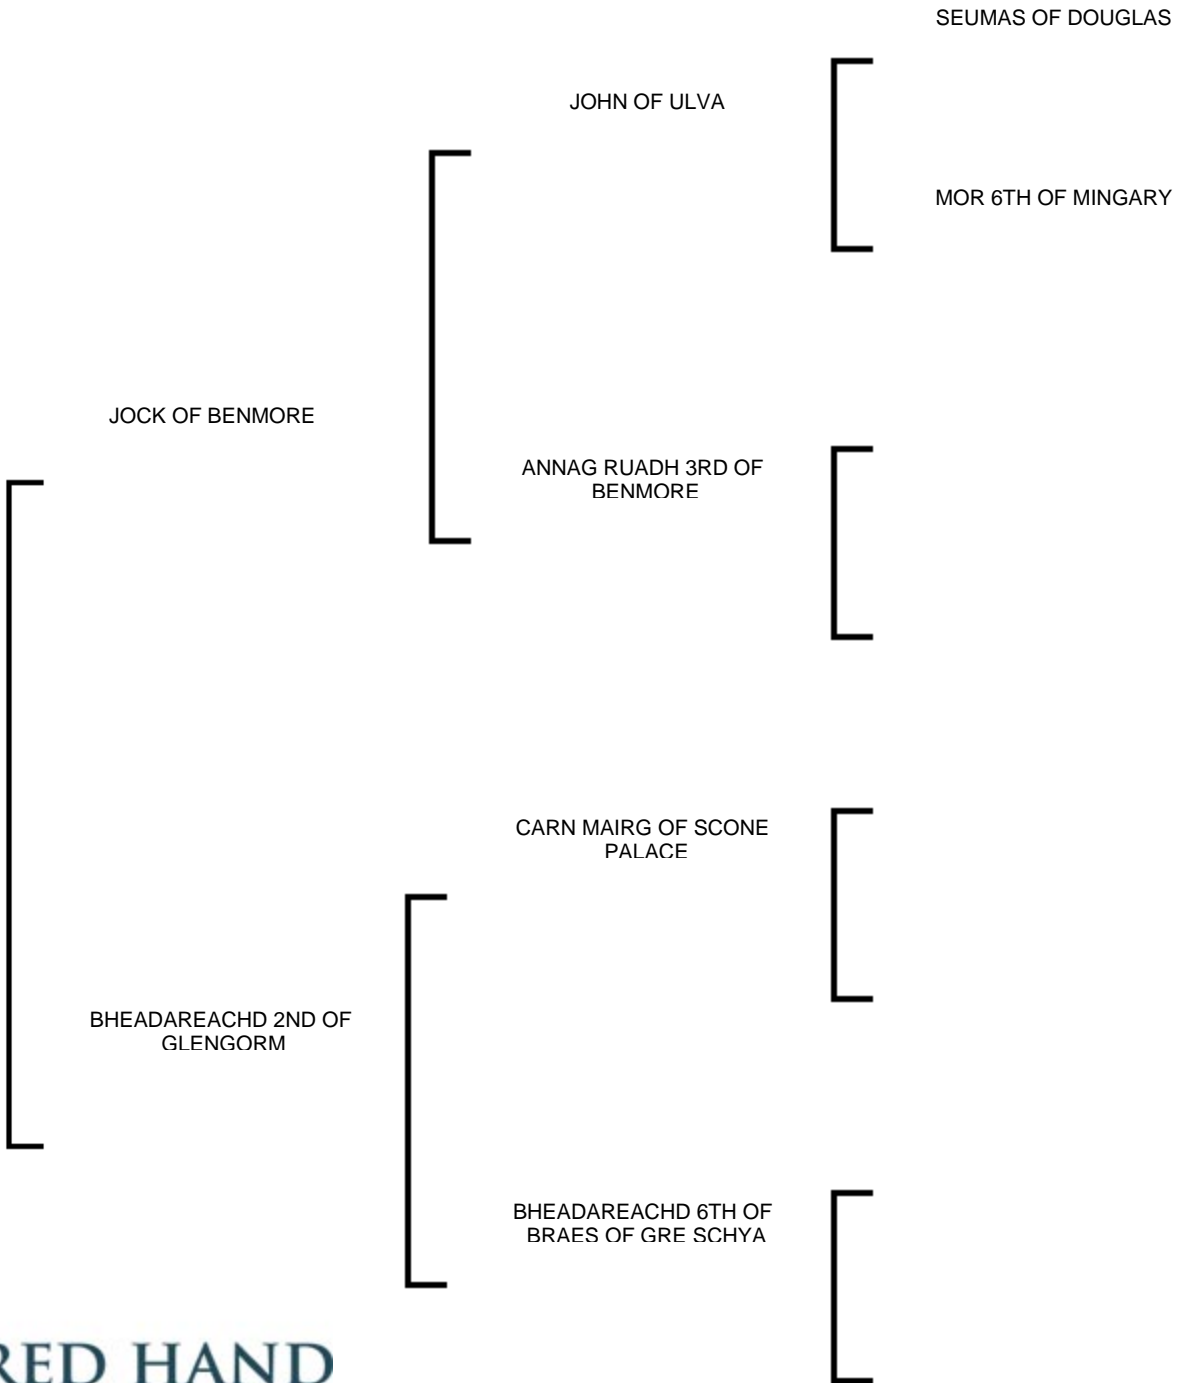 SEUMAS OF DOUGLAS
JOHN OF ULVA
MOR 6TH OF MINGARY
JOCK OF BENMORE
ANNAG RUADH 3RD OF
BENMORE
CARN MAIRG OF SCONE
PALACE
BHEADAREACHD 2ND OF
GLENGORM
BHEADAREACHD 6TH OF
BRAES OF GRE SCHYA
RED HAND